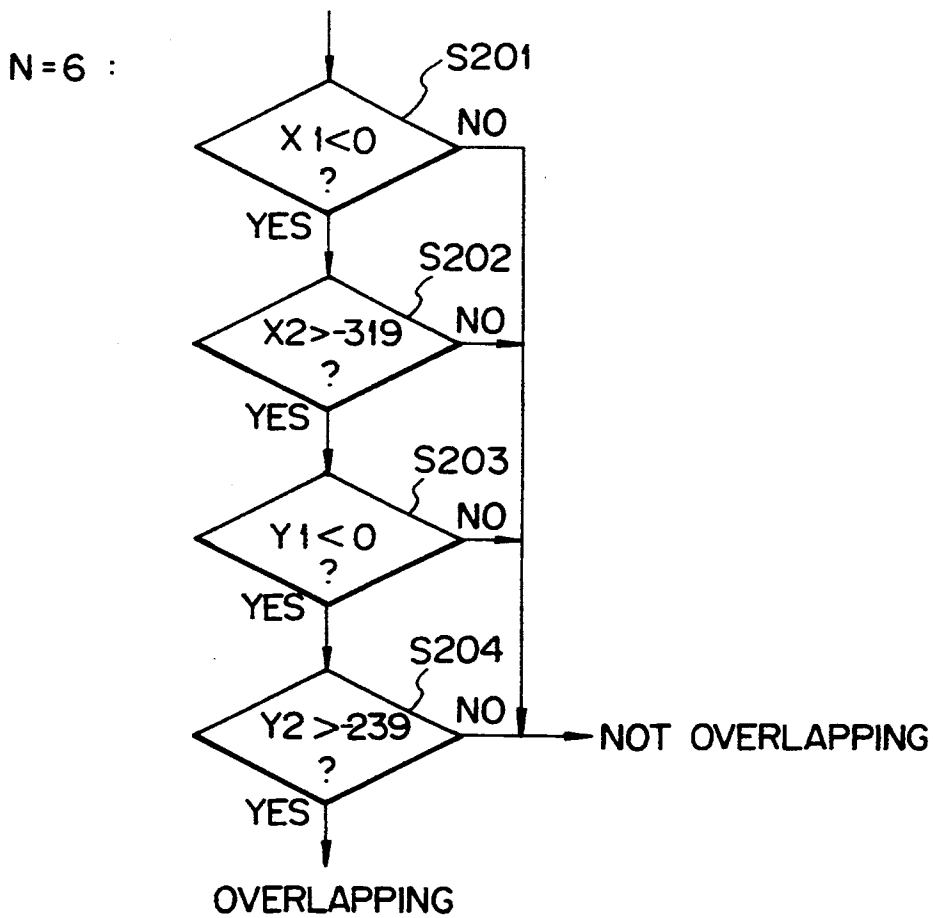 N=6 :
S201
X1<0
?
NO
YES
S202
X2>-319
?
NO
YES
S203
Y1<0
?
NO
YES
S204
Y2>-239
?
NO
NOT OVERLAPPING
YES
OVERLAPPING